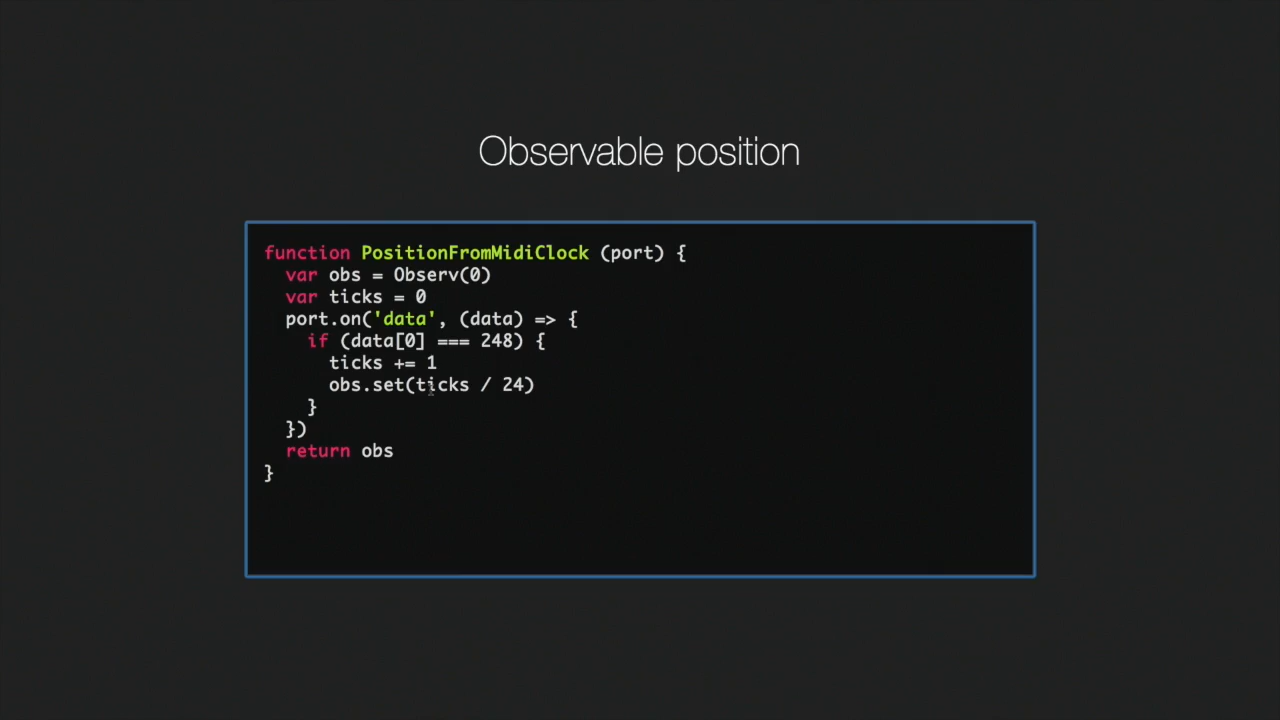 Observable position
function PositionFromMidiClock (port) {
  var obs = Observ(0)
  var ticks = 0
  port.on('data', (data) => {
    if (data[0] === 248) {
      ticks += 1
      obs.set(ticks / 24)
    }
  })
  return obs
}